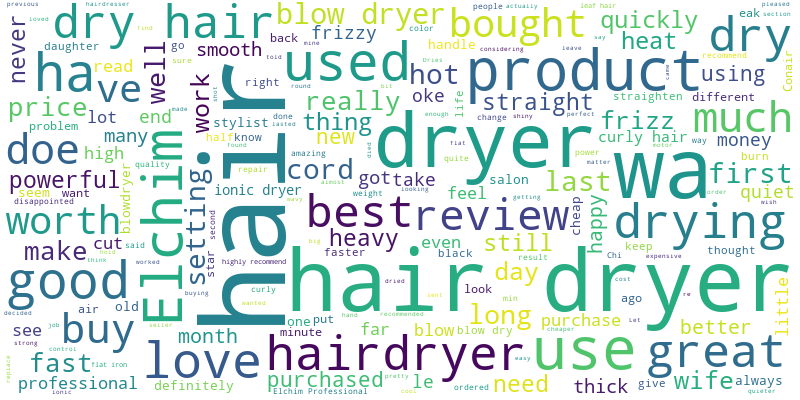 previous
hairdresser
blow dryer
people
actually
leaf hair
pleased
section
dry
hair
loved
find
frizzy
color
bought
quickly
say
eak
dry
never
daughter
go
smooth
back
mine
handle
considering
leave
recommend
read
sure
told
used
hot
Dries
heat
Conair
have
well
work
right
product
using
price
end
really
oke
life
straight
straighten
different
much
problem
lot
many
stylist
round
bit
thing
new
change
shiny
perfect
frizz
money
doe
high
made
half
know
done
lasted
found
died
enough
flat
dryer
curly hair
way
burn
powerful
quality
repair
amazing
cord
quite
power
matter
motor
wa
first
seem
want
ionic dryer
almost
got
take
salon
last
quiet
disappointed
blowdryer
Elchim
setting.
hair
weight
looking
feel
getting
cheap
happy
order
wish
worth
wavy
best
review
drying
make
cut
said
star
second
big
heavy
even
still
keep
thought
hold
think
worked
highly recommend
faster
black
result
Chi
expensive
good
buying
curly
wanted
dried
look
day
cost
re
little
decided
air
old
hair dryer
sent
min
ago
job
seller
month
one
put
hand
recommended
long
purchase
Let
see
buy
strong
control
love
minute
far
blow
blow dry
cheaper
better
fast
flat iron
hairdryer
easy
use
great
replace
professional
ionic
definitely
purchased
Elchim Professional
pretty
cool
le
ordered
need
thick
give
wife
always
quieter